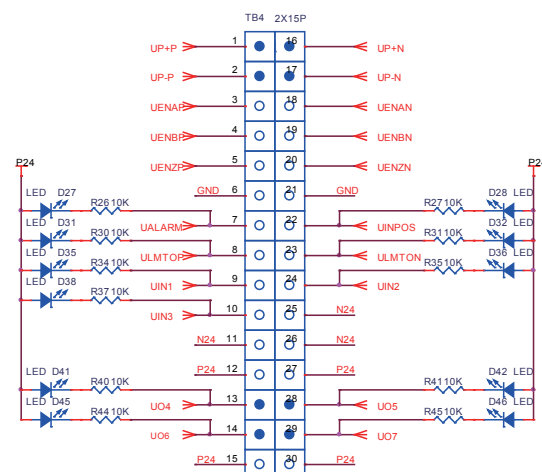 TB4 2X15P
UP+P 1 16 UP+N
UP-P 2 17 UP-N
UENAP 3 18 UENAN
UENBP 4 19 UENBN
P24 UENZP 5 20 UENZN P24
LED D27 GND 6 21 GND D28 LED
R26 10K R27 10K
LED D31 UALARM 7 22 UINPOS D32 LED
R30 10K R31 10K
LED D35 ULMTOP 8 23 ULMTON D36 LED
R34 10K R35 10K
LED D38 UIN1 9 24 UIN2
R37 10K
UIN3 10 25 N24
N24 11 26 N24
P24 12 27 P24
LED D41 D42 LED
R40 10K R41 10K
LED D45 UO4 13 28 UO5 D46 LED
R44 10K R45 10K
UO6 14 29 UO7
P24 15 30 P24